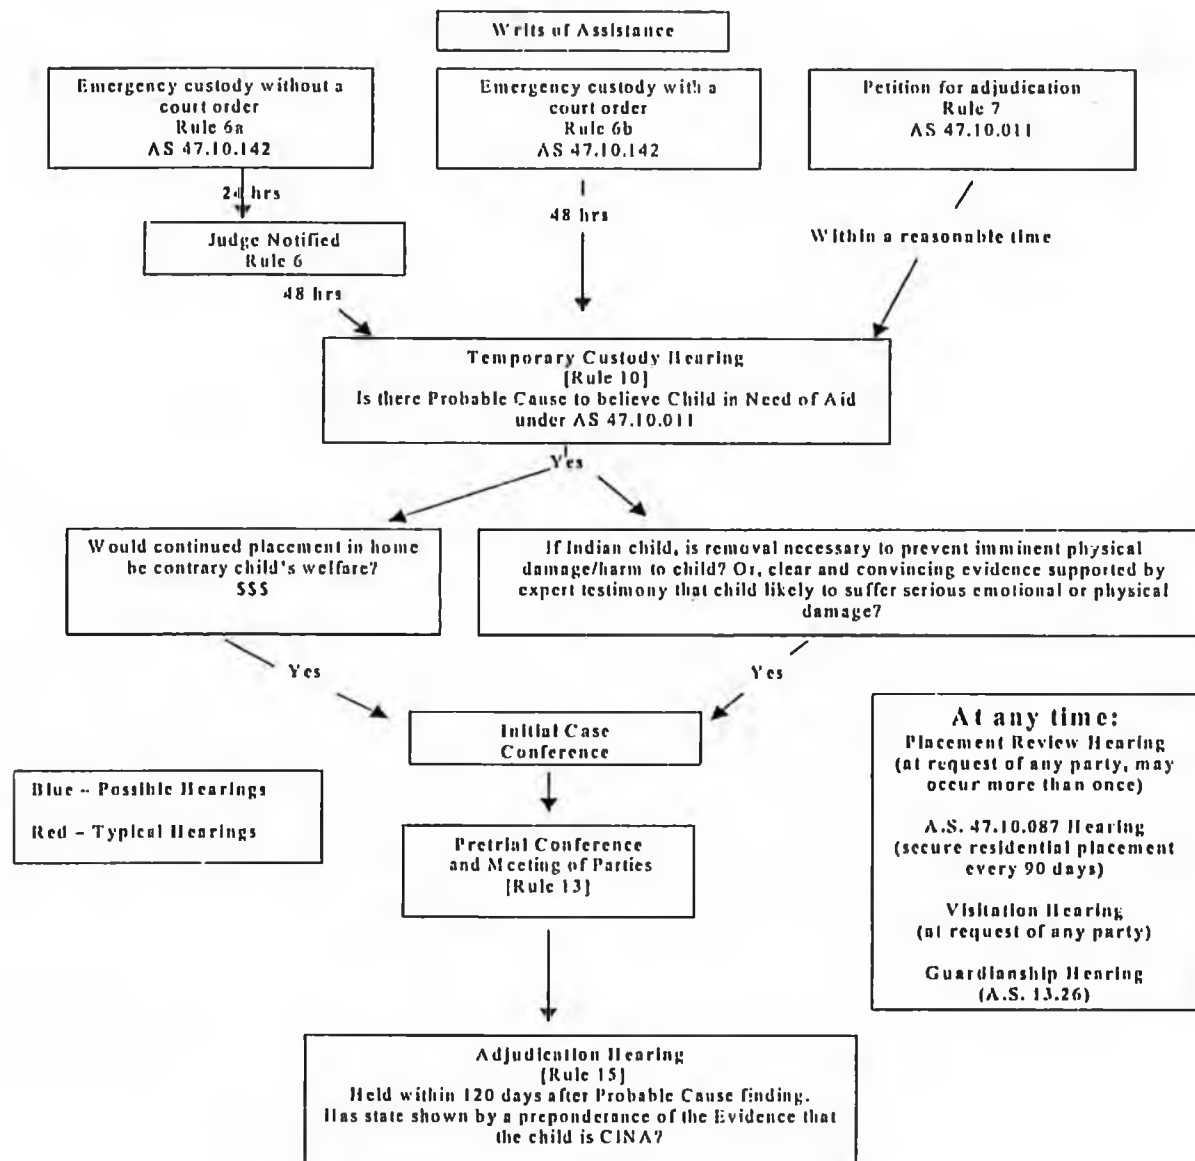 Writs of Assistance
Emergency custody without a
court order
Rule 6a
AS 47.10.142
Emergency custody with a
court order
Rule 6b
AS 47.10.142
Petition for adjudication
Rule 7
AS 47.10.011
24 hrs
48 hrs
Within a reasonable time
Judge Notified
Rule 6
48 hrs
Temporary Custody Hearing
[Rule 10]
Is there Probable Cause to believe Child in Need of Aid
under AS 47.10.011
Yes
Would continued placement in home
be contrary child's welfare?
$$$
If Indian child, is removal necessary to prevent imminent physical
damage/harm to child? Or, clear and convincing evidence supported by
expert testimony that child likely to suffer serious emotional or physical
damage?
Yes
Yes
Initial Case
Conference
At any time:
Placement Review Hearing
(at request of any party, may
occur more than once)
A.S. 47.10.087 Hearing
(secure residential placement
every 90 days)
Visitation Hearing
(at request of any party)
Guardianship Hearing
(A.S. 13.26)
Blue – Possible Hearings
Red – Typical Hearings
Pretrial Conference
and Meeting of Parties
[Rule 13]
Adjudication Hearing
[Rule 15]
Held within 120 days after Probable Cause finding.
Has state shown by a preponderance of the Evidence that
the child is CINA?